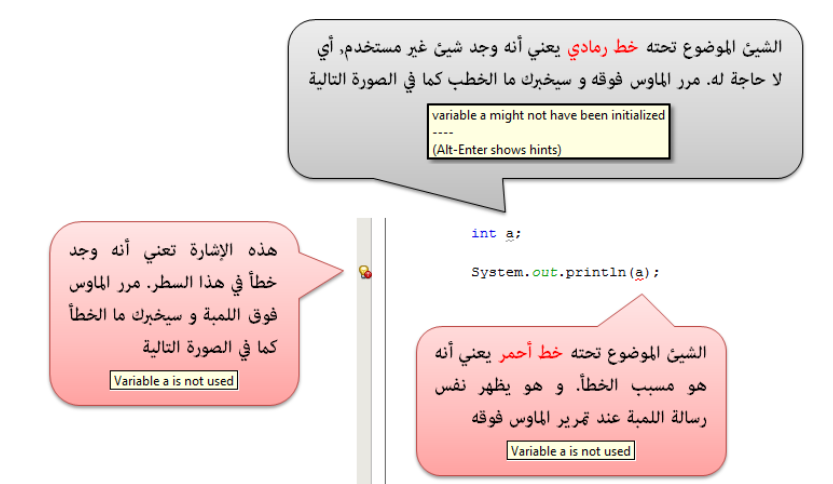 الشيئ الموضوع تحته خط رمادي يعني أنه وجد شيئ غير مستخدم, أي
لا حاجة له. مرر الماوس فوقه و سيخبرك ما الخطب كما في الصورة التالية
variable a might not have been initialized
----
(Alt-Enter shows hints)
int a;
System.out.println(a);
هذه الإشارة تعني أنه وجد
خطأ في هذا السطر. مرر الماوس
فوق اللمبة و سيخبرك ما الخطأ
كما في الصورة التالية
Variable a is not used
الشيئ الموضوع تحته خط أحمر يعني أنه
هو مسبب الخطأ. و هو يظهر نفس
رسالة اللمبة عند تمرير الماوس فوقه
Variable a is not used